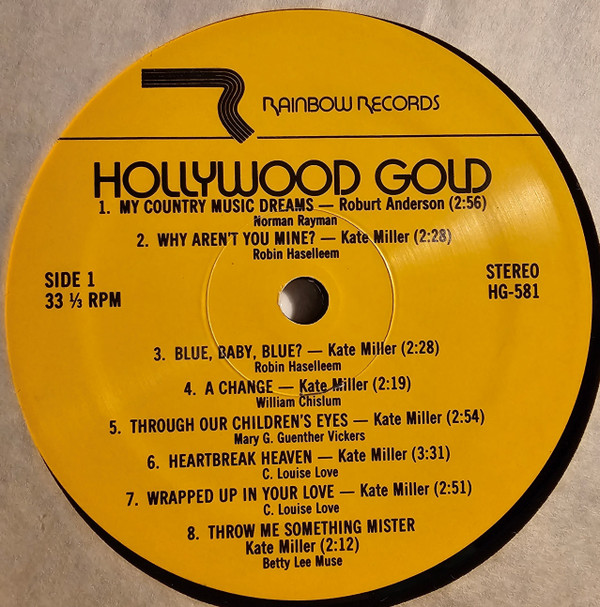 RAINBOW RECORDS
HOLLYWOOD GOLD
1. MY COUNTRY MUSIC DREAMS — Roburt Anderson (2:56)
Norman Rayman
2. WHY AREN'T YOU MINE? — Kate Miller (2:28)
Robin Haselleem
SIDE 1
33 ⅓ RPM
STEREO
HG-581
3. BLUE, BABY, BLUE? — Kate Miller (2:28)
Robin Haselleem
4. A CHANGE — Kate Miller (2:19)
William Chislum
5. THROUGH OUR CHILDREN'S EYES — Kate Miller (2:54)
Mary G. Guenther Vickers
6. HEARTBREAK HEAVEN — Kate Miller (3:31)
C. Louise Love
7. WRAPPED UP IN YOUR LOVE — Kate Miller (2:51)
C. Louise Love
8. THROW ME SOMETHING MISTER
Kate Miller (2:12)
Betty Lee Muse